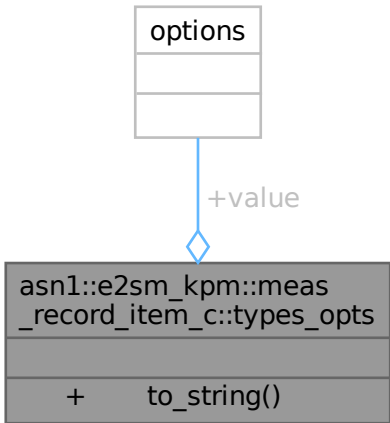 options
+value
asn1::e2sm_kpm::meas
_record_item_c::types_opts
+ to_string()